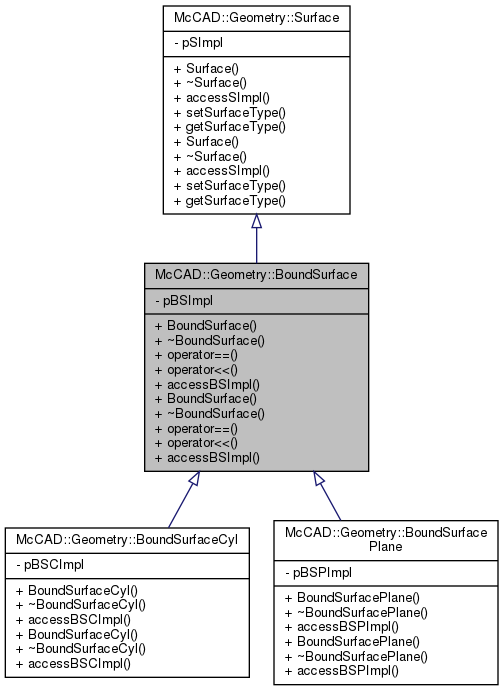 McCAD::Geometry::Surface
- pSImpl
+ Surface()
+ ~Surface()
+ accessSImpl()
+ setSurfaceType()
+ getSurfaceType()
+ Surface()
+ ~Surface()
+ accessSImpl()
+ setSurfaceType()
+ getSurfaceType()
McCAD::Geometry::BoundSurface
- pBSImpl
+ BoundSurface()
+ ~BoundSurface()
+ operator==()
+ operator<<()
+ accessBSImpl()
+ BoundSurface()
+ ~BoundSurface()
+ operator==()
+ operator<<()
+ accessBSImpl()
McCAD::Geometry::BoundSurfaceCyl
- pBSCImpl
+ BoundSurfaceCyl()
+ ~BoundSurfaceCyl()
+ accessBSCImpl()
+ BoundSurfaceCyl()
+ ~BoundSurfaceCyl()
+ accessBSCImpl()
McCAD::Geometry::BoundSurface
Plane
- pBSPImpl
+ BoundSurfacePlane()
+ ~BoundSurfacePlane()
+ accessBSPImpl()
+ BoundSurfacePlane()
+ ~BoundSurfacePlane()
+ accessBSPImpl()